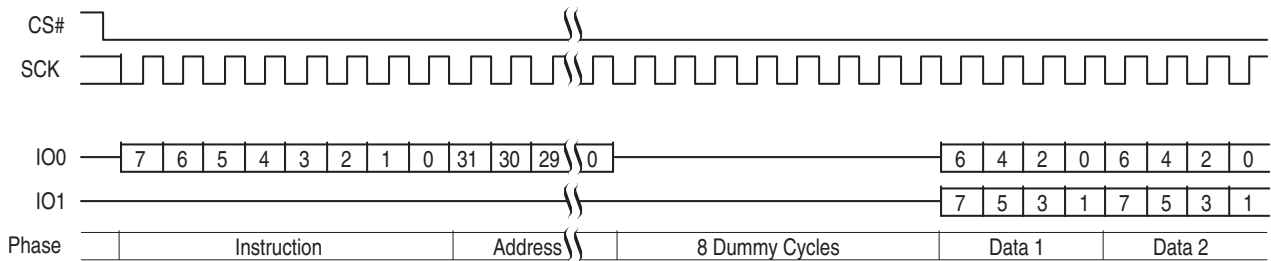 CS#
SCK
IO0 7 6 5 4 3 2 1 0 31 30 29 0 6 4 2 0 6 4 2 0
IO1 7 5 3 1 7 5 3 1
Phase Instruction Address 8 Dummy Cycles Data 1 Data 2